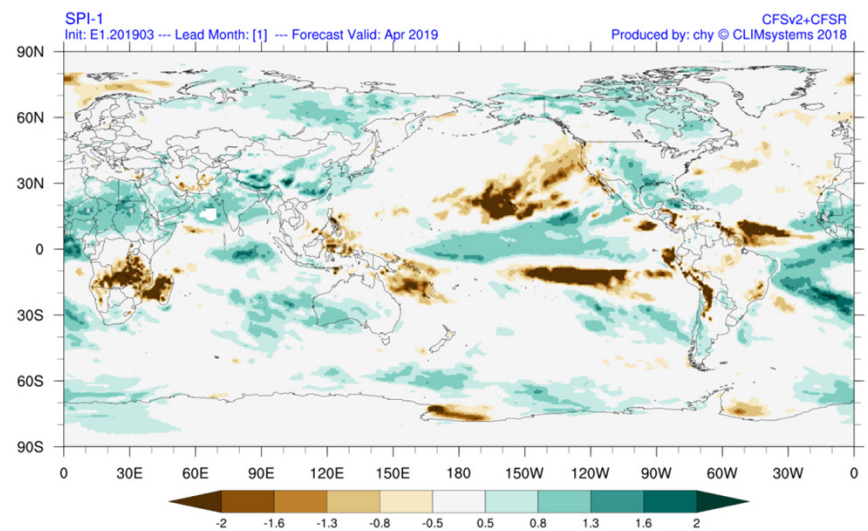 SPI-1
CFSv2+CFSR
Init: E1.201903 --- Lead Month: [1] --- Forecast Valid: Apr 2019
Produced by: chy © CLIMsystems 2018
90N
60N
30N
0
30S
60S
90S
0 30E 60E 90E 120E 150E 180 150W 120W 90W 60W 30W 0
-2 -1.6 -1.3 -0.8 -0.5 0.5 0.8 1.3 1.6 2